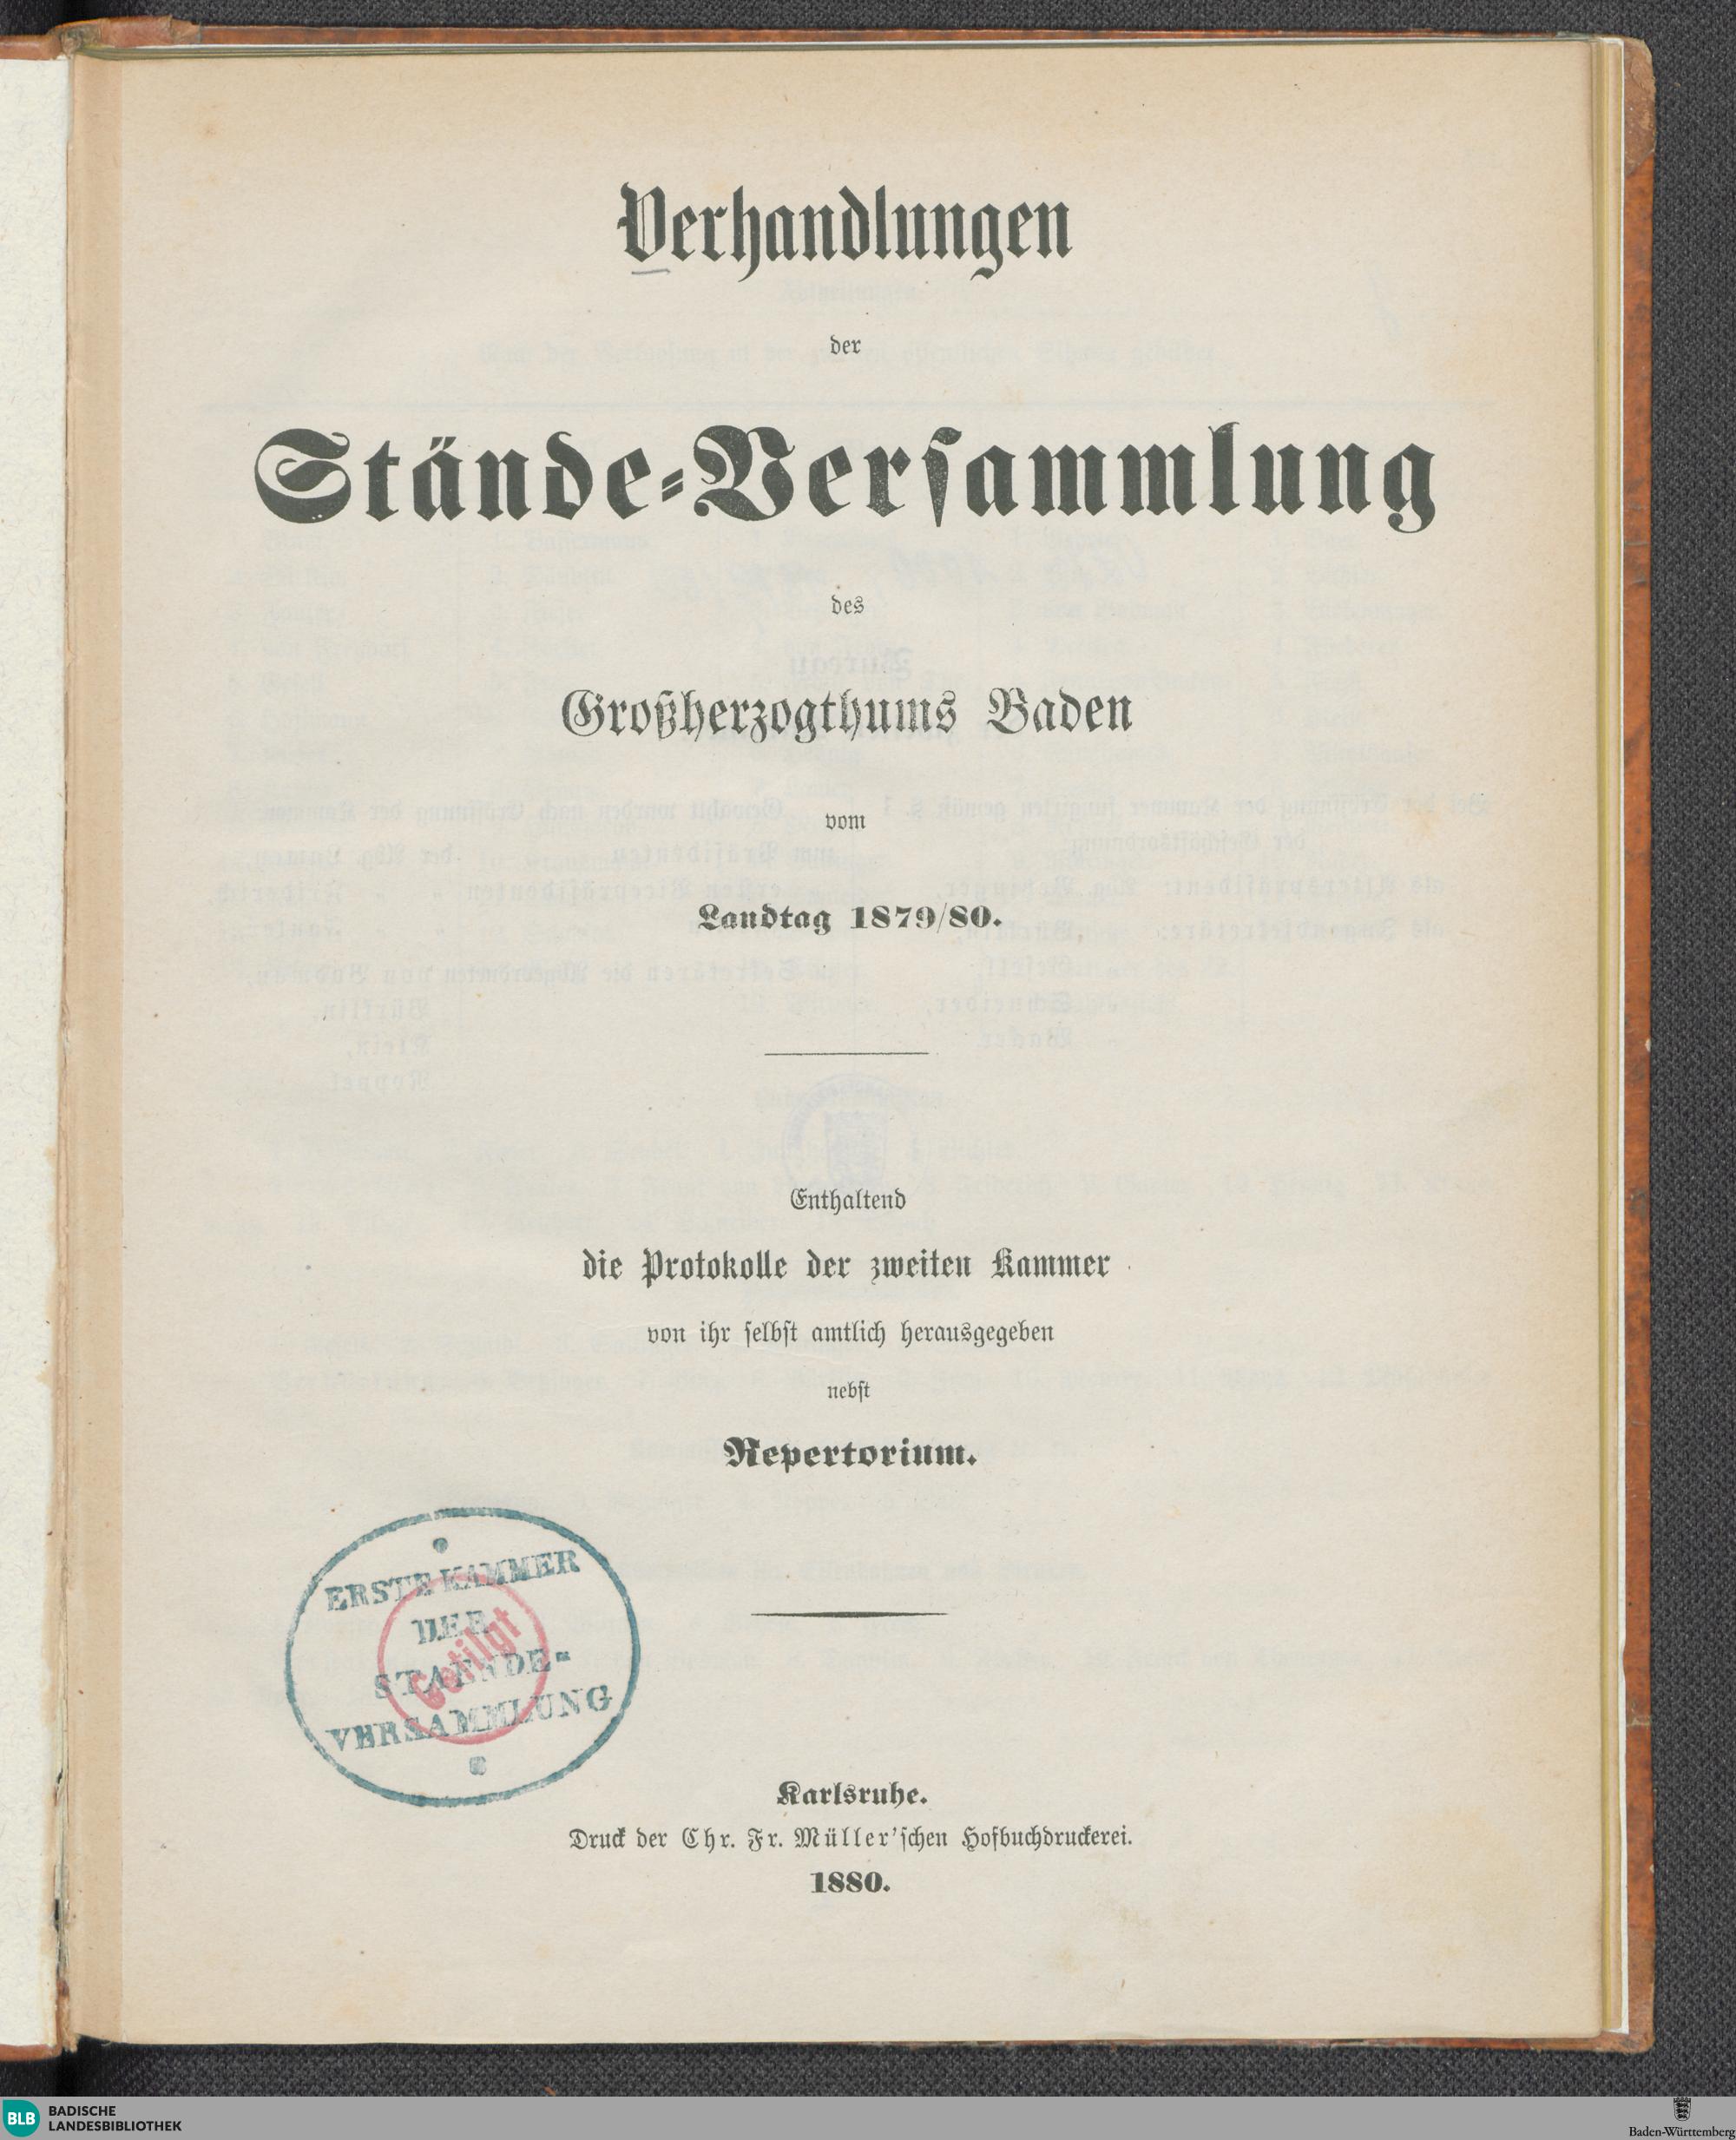 Verhandlungen
der
Stände-Versammlung
des
Großherzogthums Baden
vom
Landtag 1879/80.
Enthaltend
die Protokolle der zweiten Kammer
von ihr selbst amtlich herausgegeben
nebst
Repertorium.
ERSTE KAMMER
DER
STAENDE-
VERSAMMLUNG
Getilgt
Karlsruhe.
Druck der Chr. Fr. Müller'schen Hofbuchdruckerei.
1880.
BLB
BADISCHE
LANDESBIBLIOTHEK
Baden-Württemberg